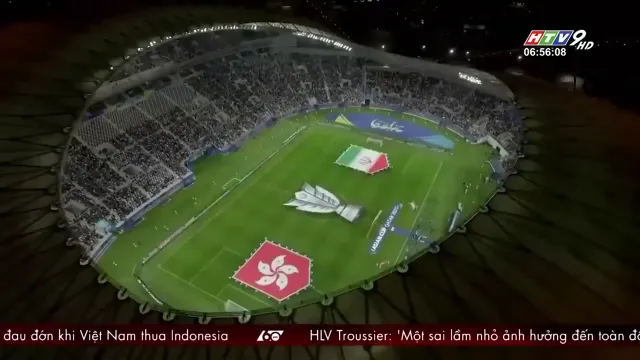 HTV9 HD
06:56:08
đau đớn khi Việt Nam thua Indonesia 60 HLV Troussier: 'Một sai lầm nhỏ ảnh hưởng đến toàn đ